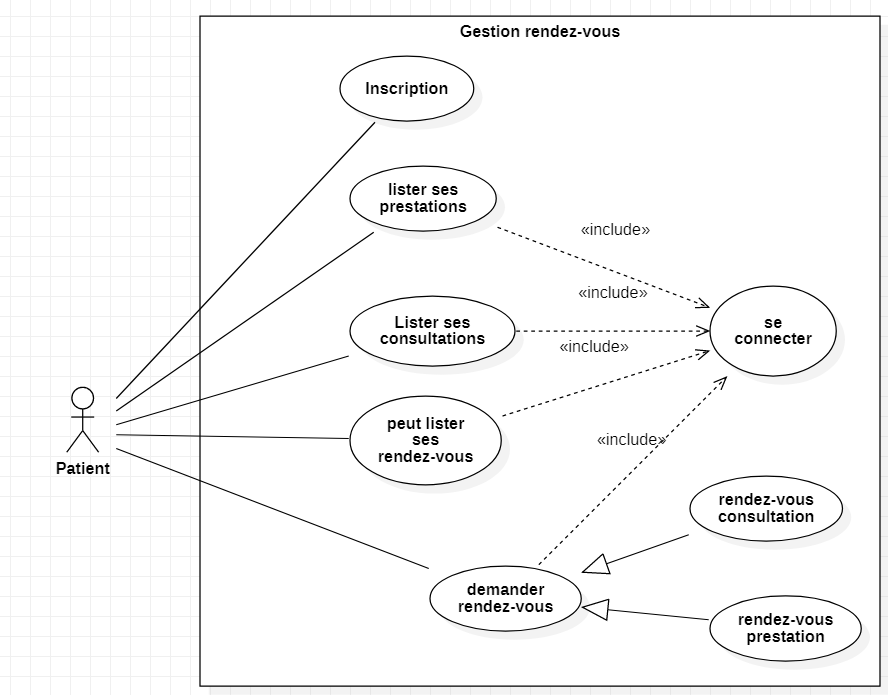 Gestion rendez-vous
Inscription
lister ses
prestations
«include»
«include»
Lister ses
consultations
se
connecter
«include»
peut lister
ses
rendez-vous
«include»
Patient
rendez-vous
consultation
demander
rendez-vous
rendez-vous
prestation